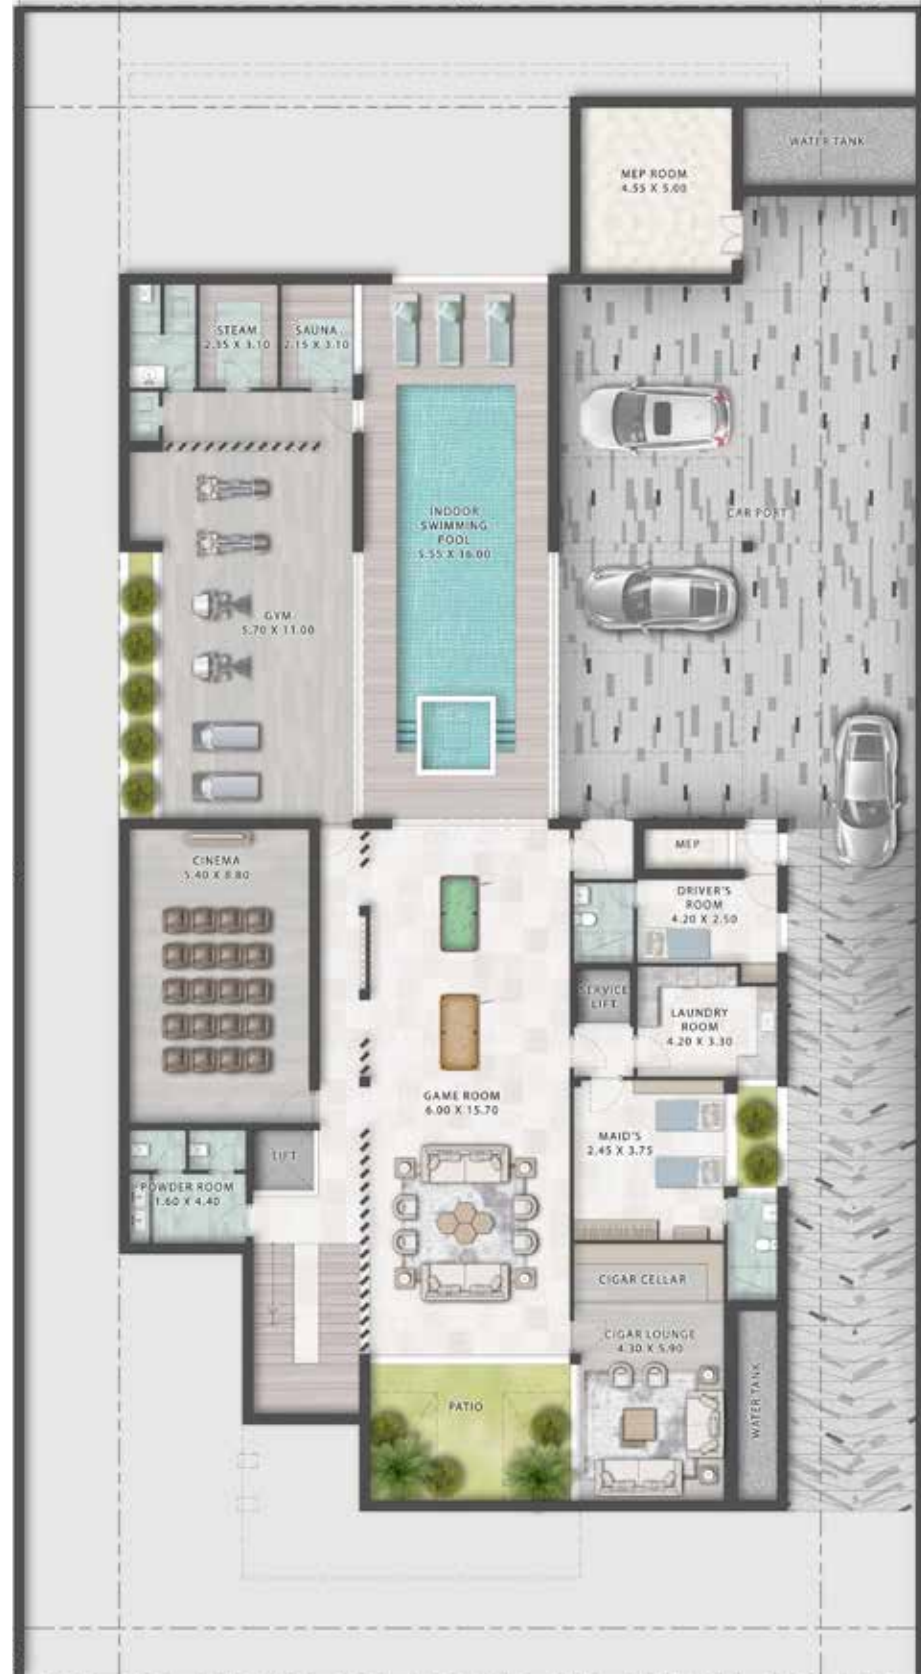 WATER TANK
MEP ROOM
4.55 X 5.00
STEAM
2.35 X 3.10
SAUNA
2.15 X 3.10
INDOOR
SWIMMING
POOL
5.55 X 16.00
CAR PORT
GYM
5.70 X 11.00
CINEMA
5.40 X 8.80
MEP
DRIVER'S
ROOM
4.20 X 2.50
SERVICE
LIFT
LAUNDRY
ROOM
4.20 X 3.30
GAME ROOM
6.00 X 15.70
MAID'S
2.45 X 3.75
LIFT
POWDER ROOM
1.60 X 4.40
CIGAR CELLAR
CIGAR LOUNGE
4.30 X 5.90
PATIO
WATER TANK